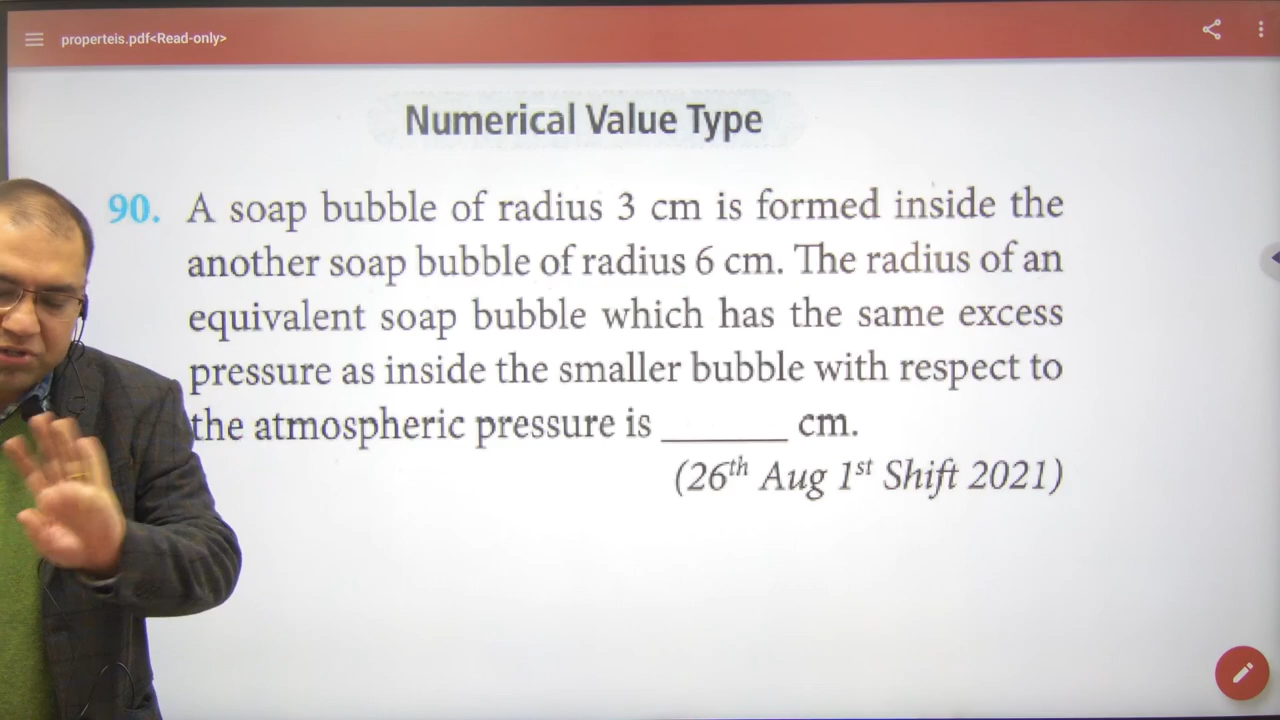 properteis.pdf<Read-only>
Numerical Value Type
90. A soap bubble of radius 3 cm is formed inside the
another soap bubble of radius 6 cm. The radius of an
equivalent soap bubble which has the same excess
pressure as inside the smaller bubble with respect to
the atmospheric pressure is ______ cm.
(26th Aug 1st Shift 2021)